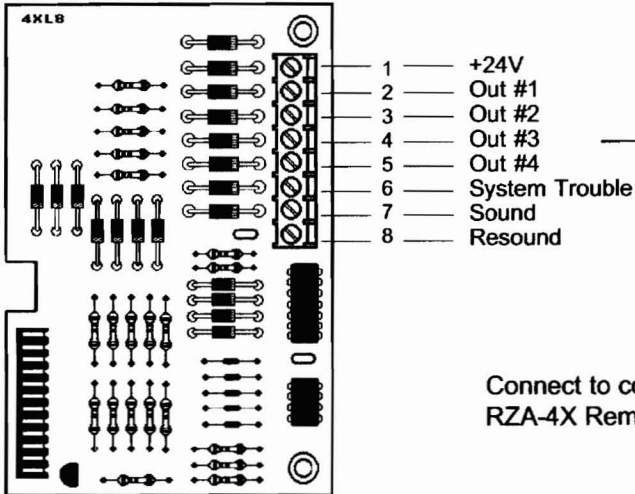 4XLB
1 +24V
2 Out #1
3 Out #2
4 Out #3
5 Out #4
6 System Trouble
7 Sound
8 Resound
Connect to
RZA-4X